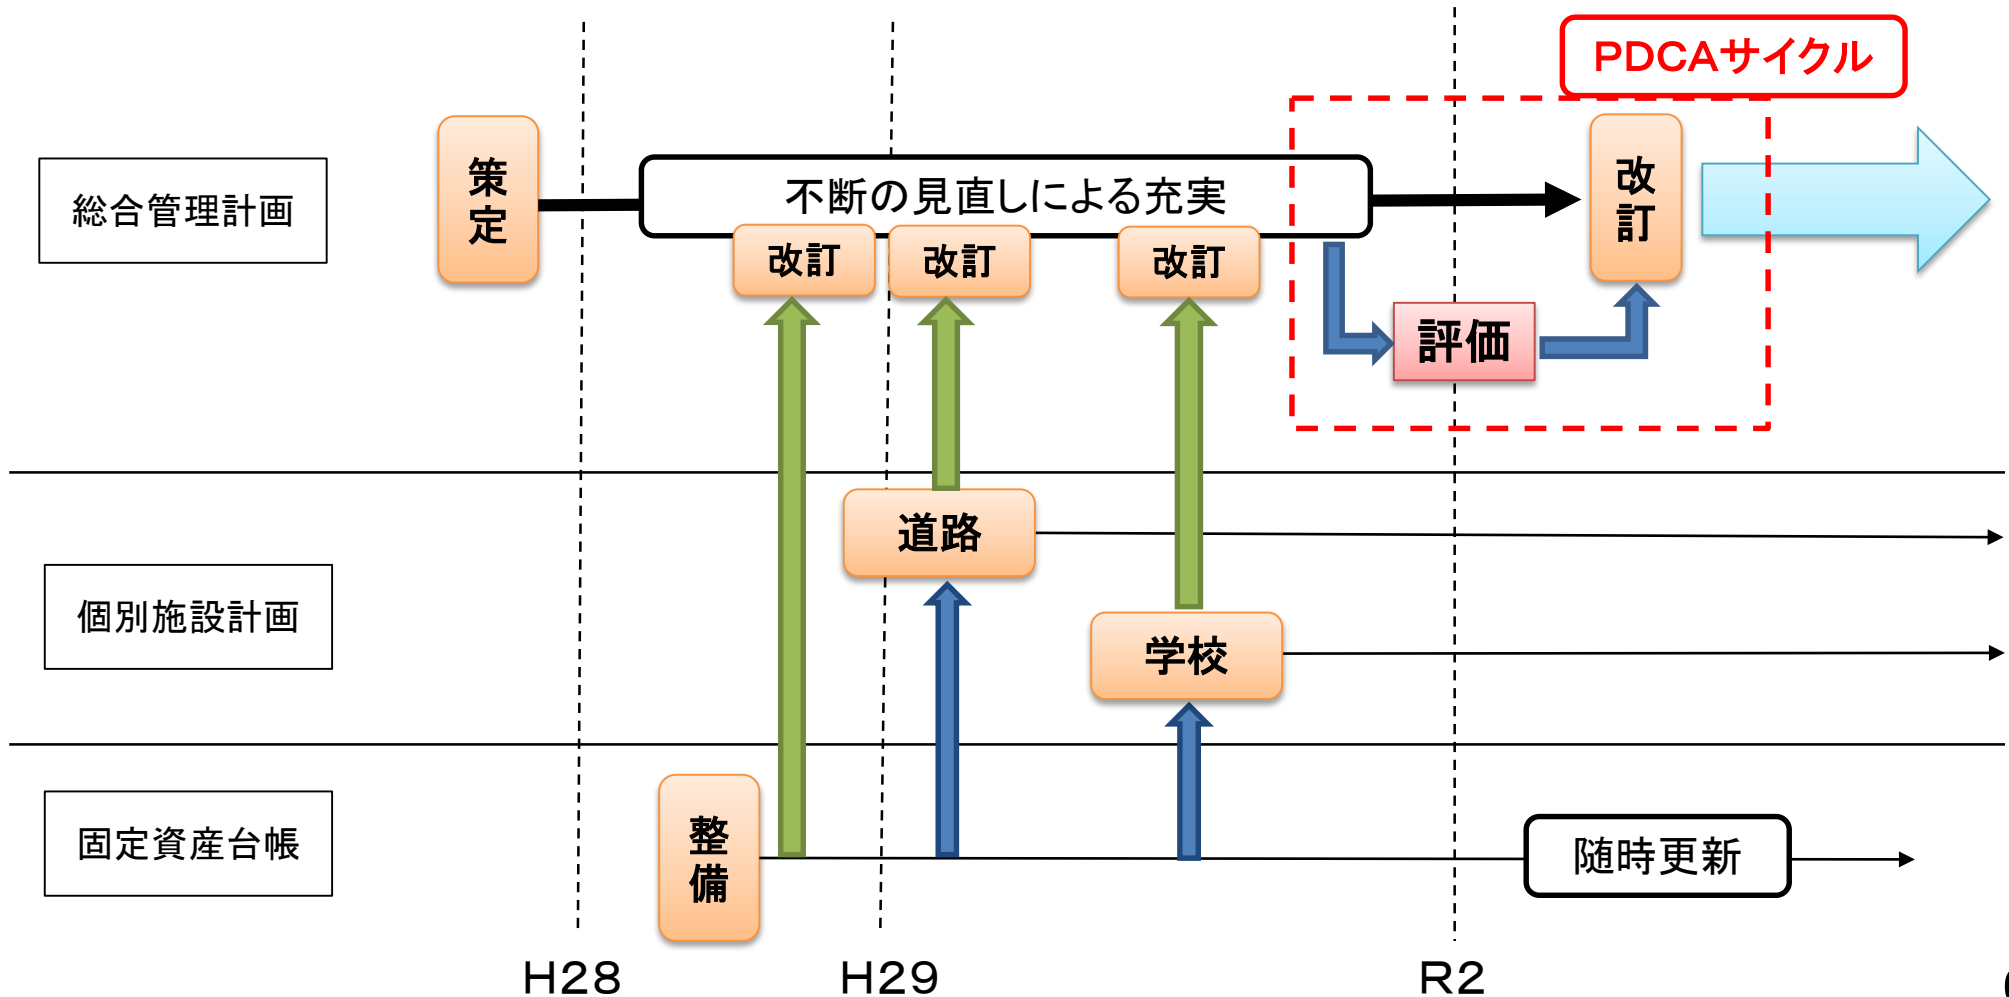 PDCAサイクル
総合管理計画
策定
不断の見直しによる充実
改訂
改訂
改訂
改訂
評価
個別施設計画
道路
学校
固定資産台帳
整備
随時更新
H28
H29
R2